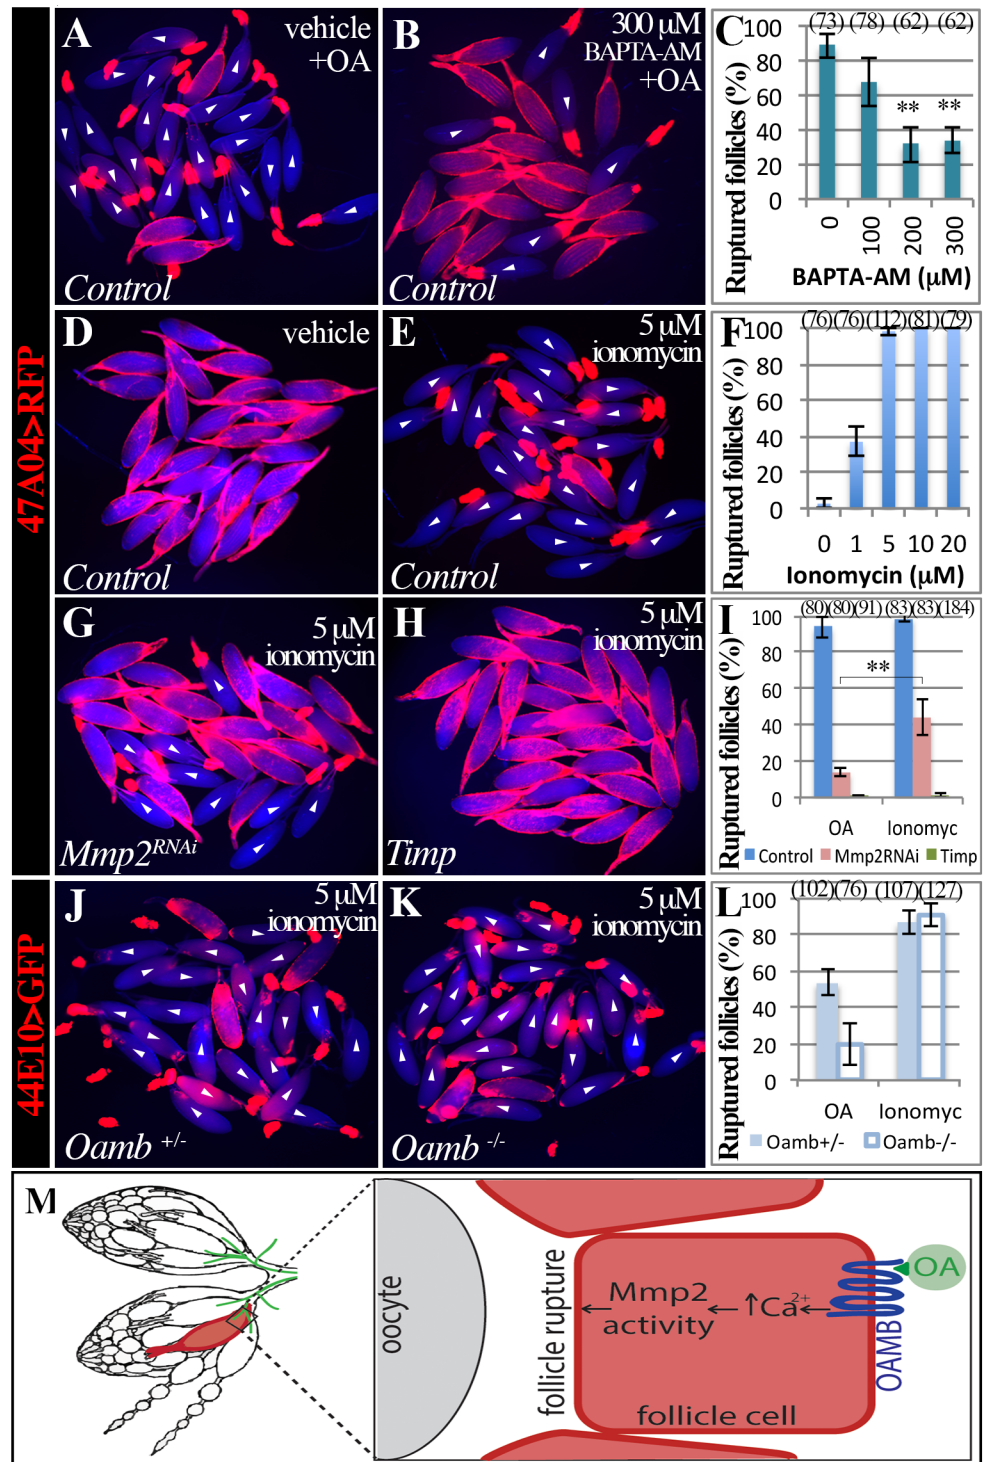 47A04>RFP
44E10>GFP
A
vehicle
+OA
Control
B
300 µM
BAPTA-AM
+OA
Control
C
(73) (78) (62) (62)
Ruptured follicles (%)
100
80
60
40
20
0
** **
0 100 200 300
BAPTA-AM (µM)
D
vehicle
Control
E
5 µM
ionomycin
Control
F
(76) (76) (112) (81) (79)
Ruptured follicles (%)
100
80
60
40
20
0
0 1 5 10 20
Ionomycin (µM)
G
5 µM
ionomycin
Mmp2RNAi
H
5 µM
ionomycin
Timp
I
(80) (80) (91) (83) (83) (184)
Ruptured follicles (%)
100
80
60
40
20
0
**
OA Ionomyc
Control Mmp2RNAi Timp
J
5 µM
ionomycin
Oamb +/-
K
5 µM
ionomycin
Oamb -/-
L
(102) (76) (107) (127)
Ruptured follicles (%)
100
80
60
40
20
0
OA Ionomyc
Oamb+/- Oamb-/-
M
oocyte
follicle rupture
Mmp2
activity
↑Ca2+
OAMB
OA
follicle cell